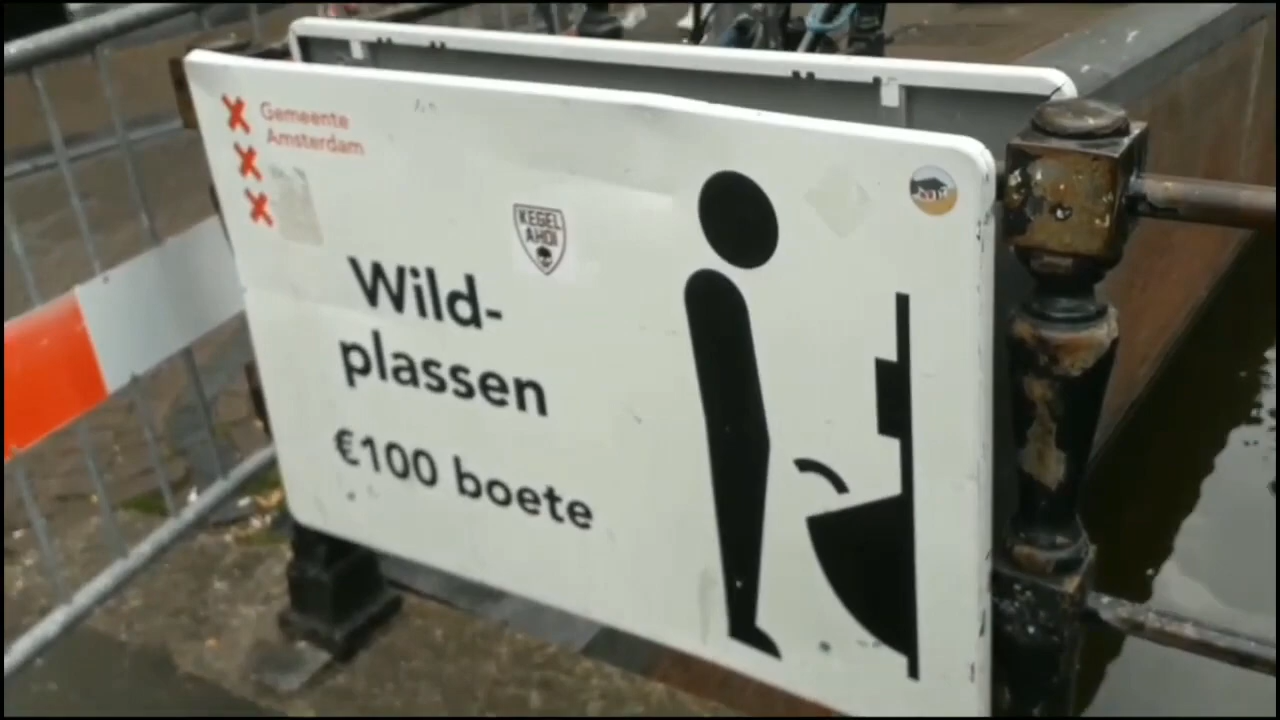 Gemeente
Amsterdam
KEGEL
AHOI
Wild-
plassen
€100 boete